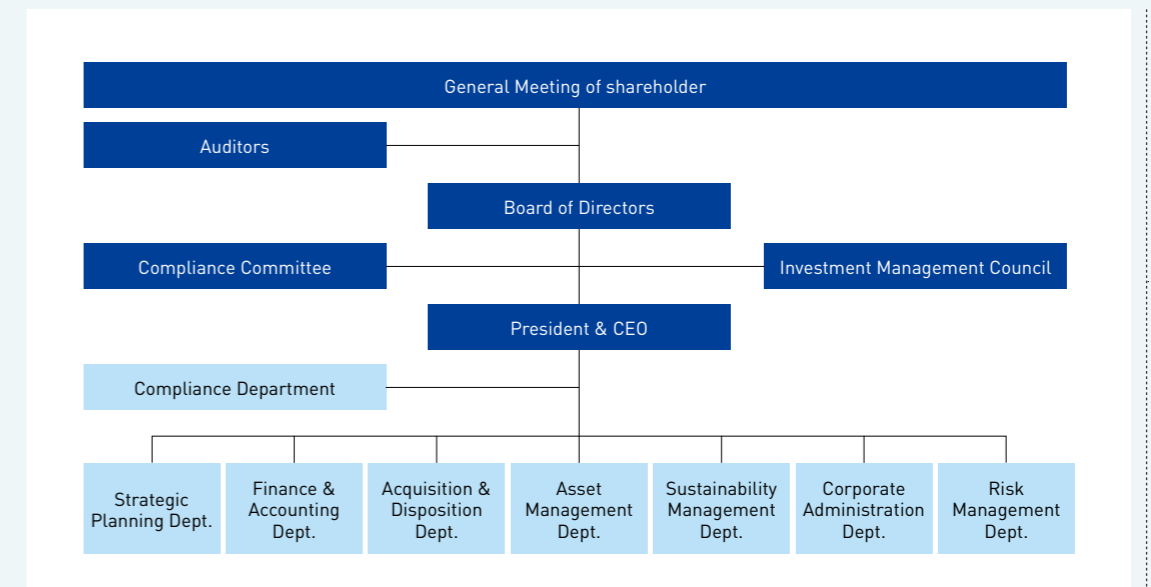 General Meeting of shareholder
Auditors
Board of Directors
Compliance Committee
Investment Management Council
President & CEO
Compliance Department
Strategic
Planning Dept.
Finance &
Accounting
Dept.
Acquisition &
Disposition
Dept.
Asset
Management
Dept.
Sustainability
Management
Dept.
Corporate
Administration
Dept.
Risk
Management
Dept.